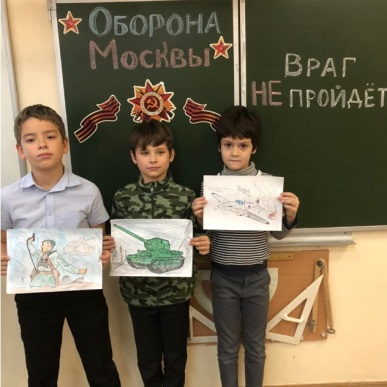 Оборона
Москвы
Враг
не пройдёт